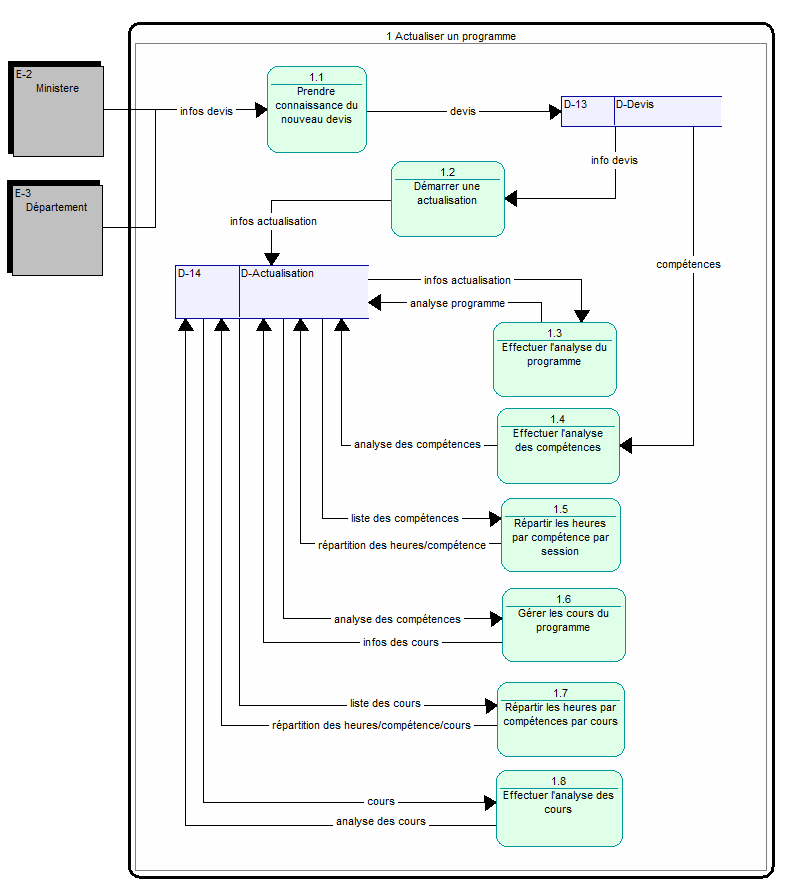 1 Actualiser un programme
E-2
Ministere
E-3
Département
infos devis
1.1
Prendre
connaissance du
nouveau devis
devis
D-13
D-Devis
info devis
1.2
Démarrer une
actualisation
infos actualisation
compétences
D-14
D-Actualisation
infos actualisation
analyse programme
1.3
Effectuer l'analyse du
programme
1.4
Effectuer l'analyse
des compétences
analyse des compétences
1.5
Répartir les heures
par compétence par
session
liste des compétences
répartition des heures/compétence
1.6
Gérer les cours du
programme
analyse des compétences
infos des cours
1.7
Répartir les heures par
compétences par cours
liste des cours
répartition des heures/compétence/cours
1.8
Effectuer l'analyse des
cours
cours
analyse des cours